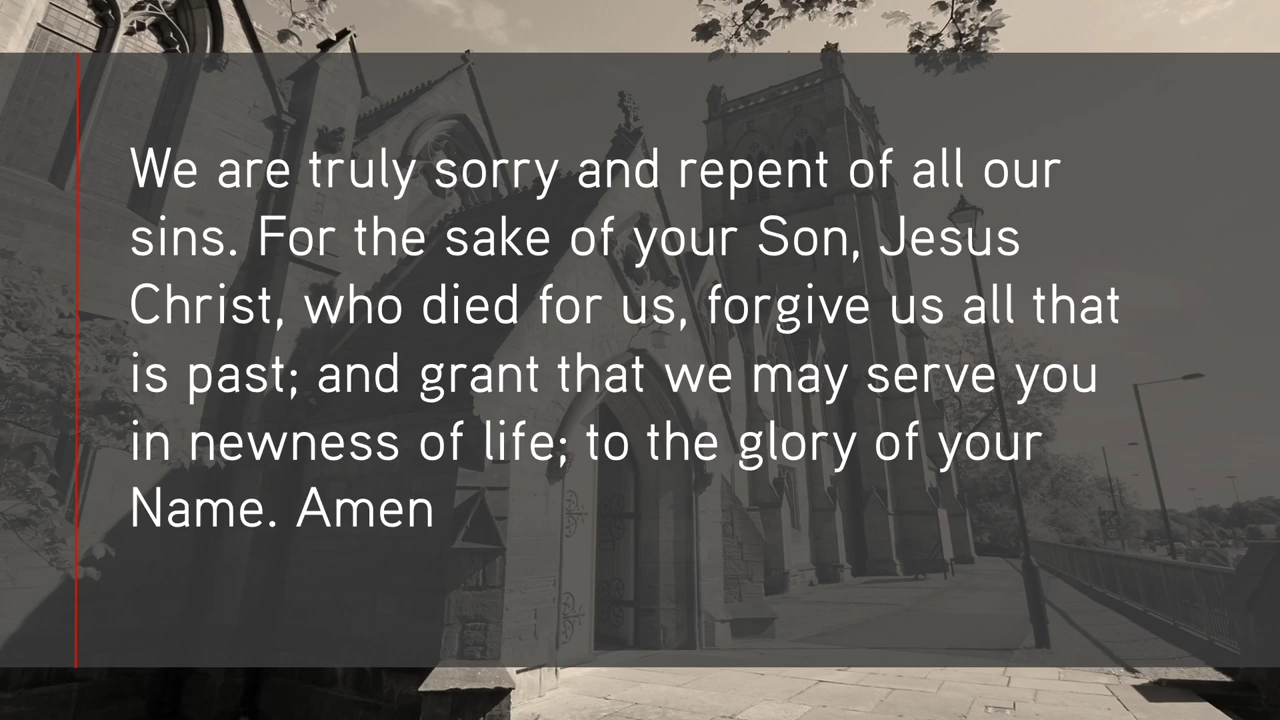 We are truly sorry and repent of all our
sins. For the sake of your Son, Jesus
Christ, who died for us, forgive us all that
is past; and grant that we may serve you
in newness of life; to the glory of your
Name. Amen